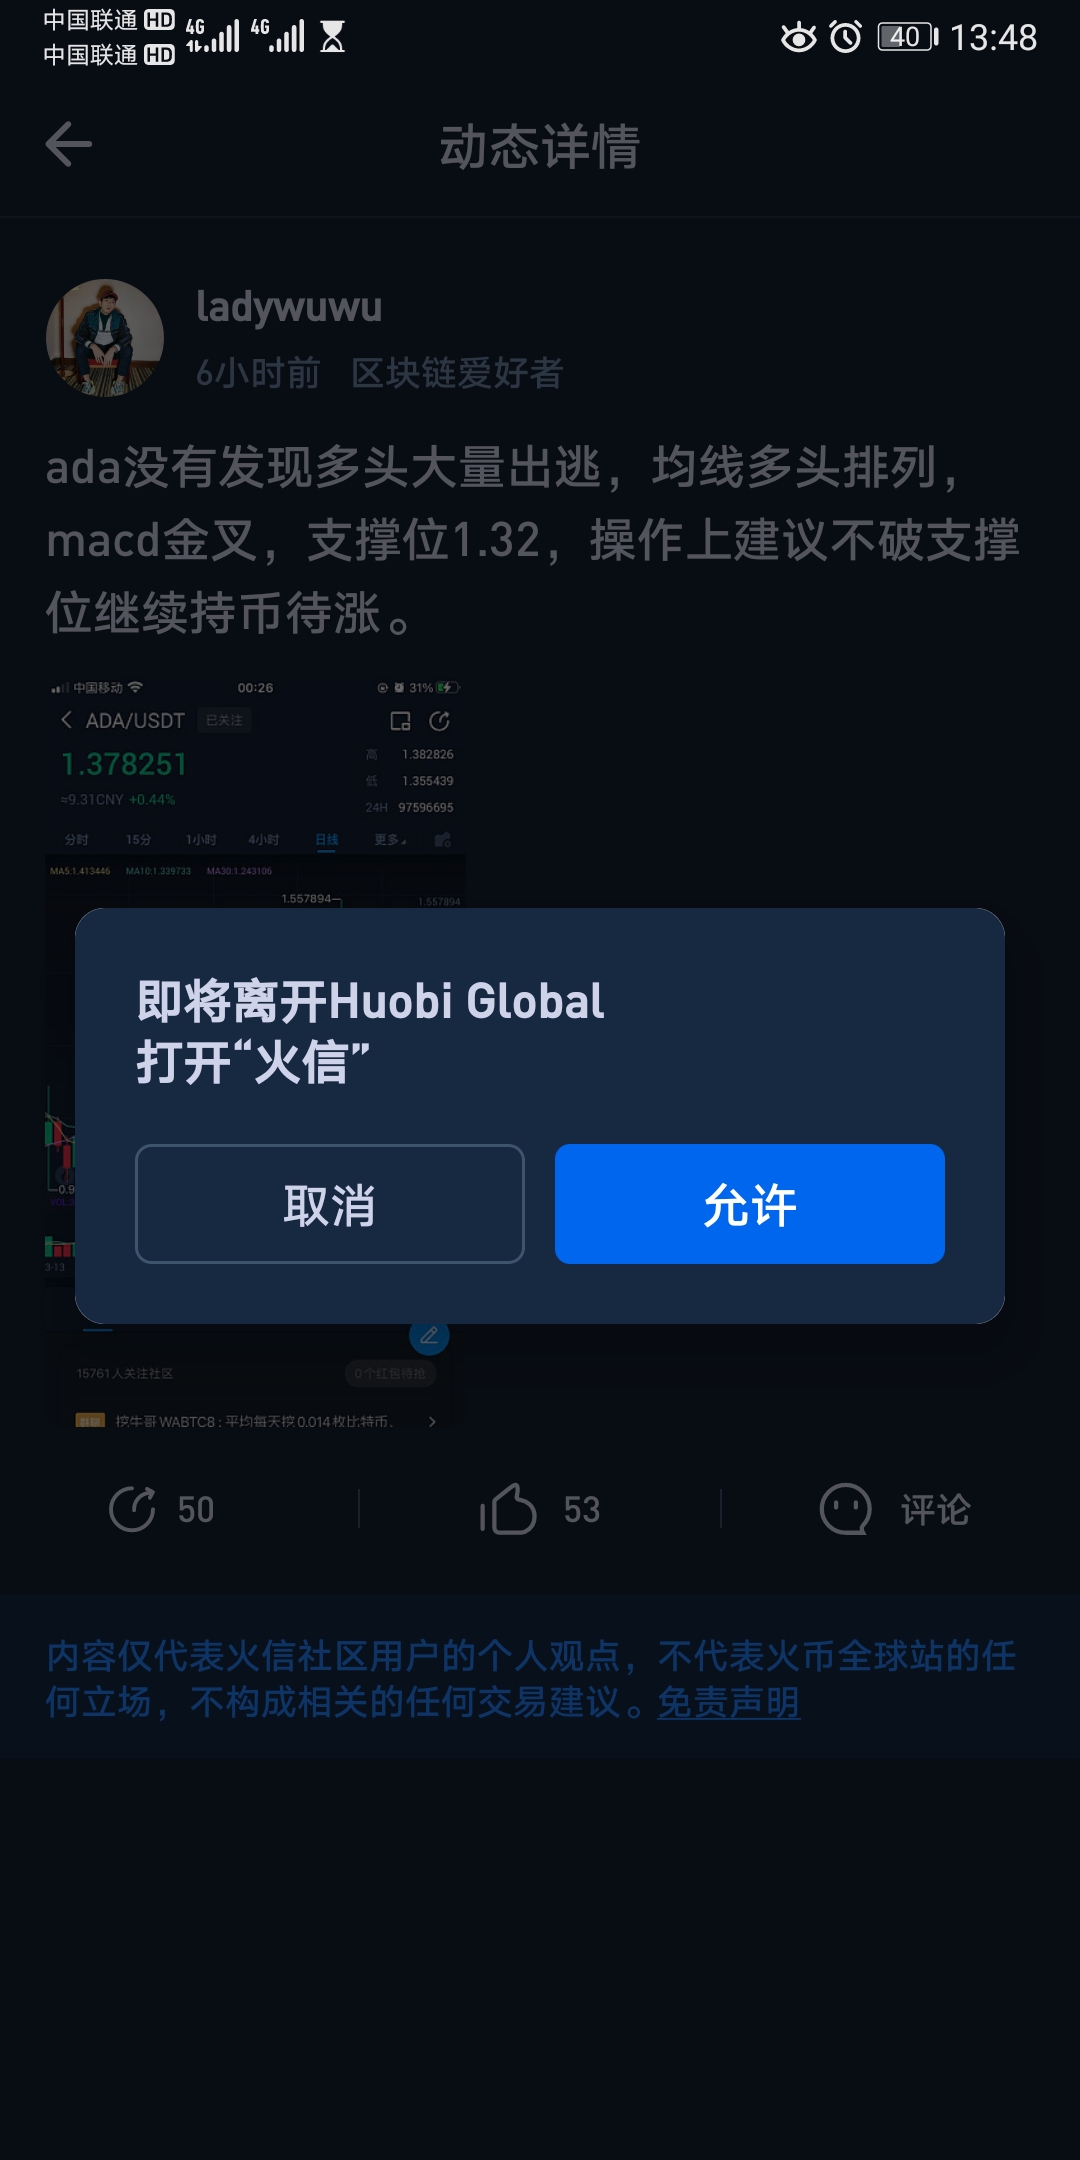 中国联通 HD 4G 4G 40 13:48
中国联通 HD
动态详情
ladywuwu
6小时前 区块链爱好者
ada没有发现多头大量出逃，均线多头排列，
macd金叉，支撑位1.32，操作上建议不破支撑
位继续持币待涨。
中国移动 00:26 31%
ADA/USDT 已关注
1.378251
高 1.382826
低 1.355439
≈9.31CNY +0.44%
24H 97596695
分时 15分 1小时 4小时 日线 更多
MA5:1.413446 MA10:1.339733 MA30:1.243106
1.557894 1.557894
即将离开Huobi Global
打开“火信”
取消 允许
3-13
15761人关注社区 0个红包待抢
挖牛哥 WABTC8：平均每天挖0.014枚比特币.
50 53 评论
内容仅代表火信社区用户的个人观点，不代表火币全球站的任
何立场，不构成相关的任何交易建议。免责声明